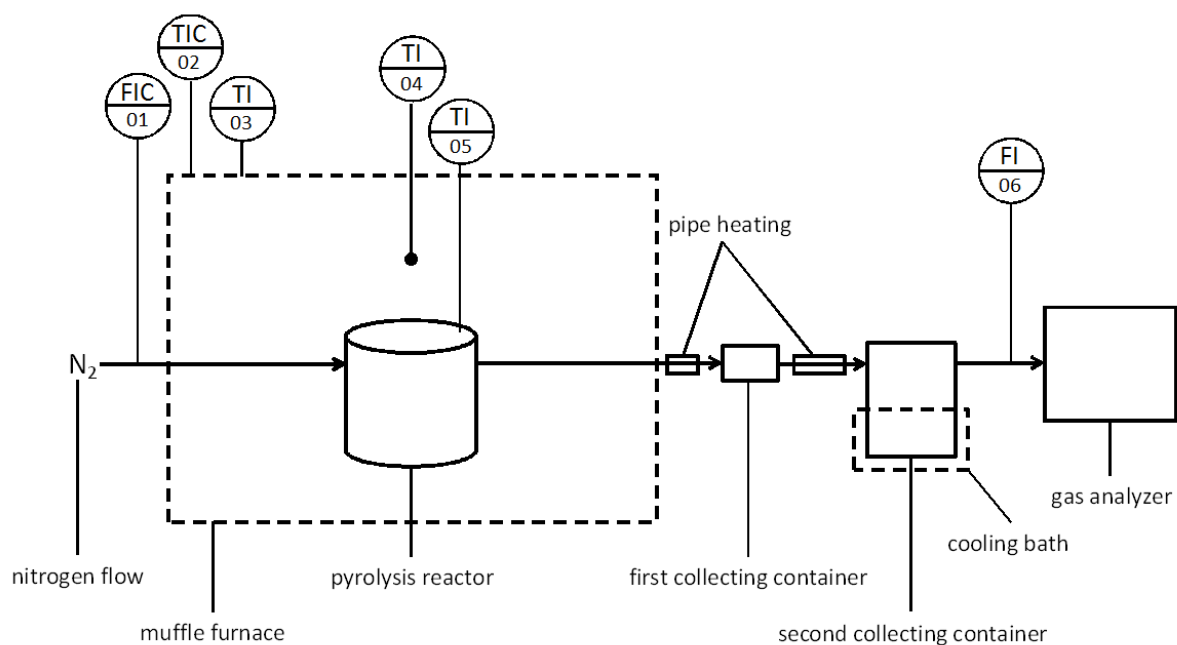 TIC
02
TI
04
FIC
01
TI
03
TI
05
FI
06
pipe heating
N₂
gas analyzer
cooling bath
nitrogen flow
pyrolysis reactor
first collecting container
muffle furnace
second collecting container